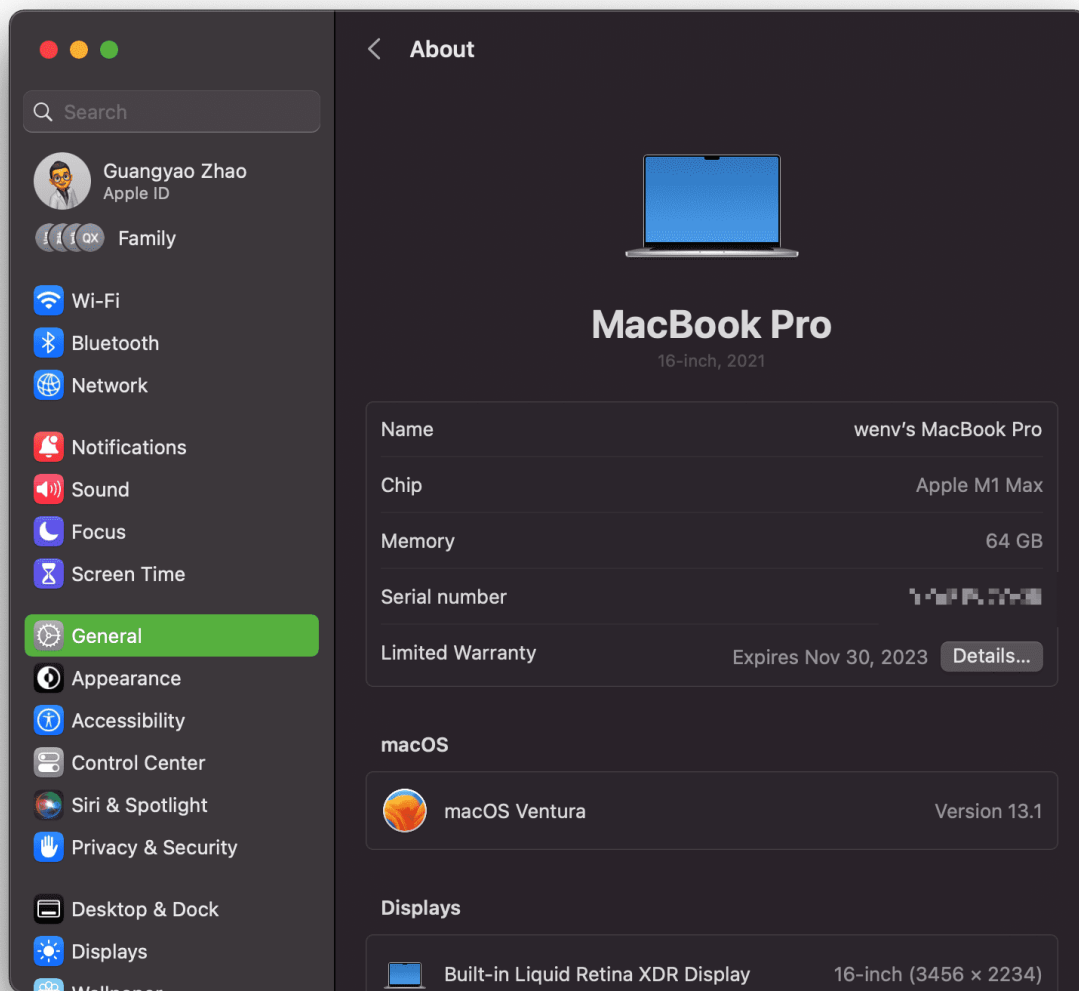 About
Search
Guangyao Zhao
Apple ID
QX
Family
Wi-Fi
Bluetooth
Network
Notifications
Sound
Focus
Screen Time
General
Appearance
Accessibility
Control Center
Siri & Spotlight
Privacy & Security
Desktop & Dock
Displays
Wallpaper
MacBook Pro
16-inch, 2021
Name wenv's MacBook Pro
Chip Apple M1 Max
Memory 64 GB
Serial number
Limited Warranty Expires Nov 30, 2023 Details...
macOS
macOS Ventura Version 13.1
Displays
Built-in Liquid Retina XDR Display 16-inch (3456 × 2234)